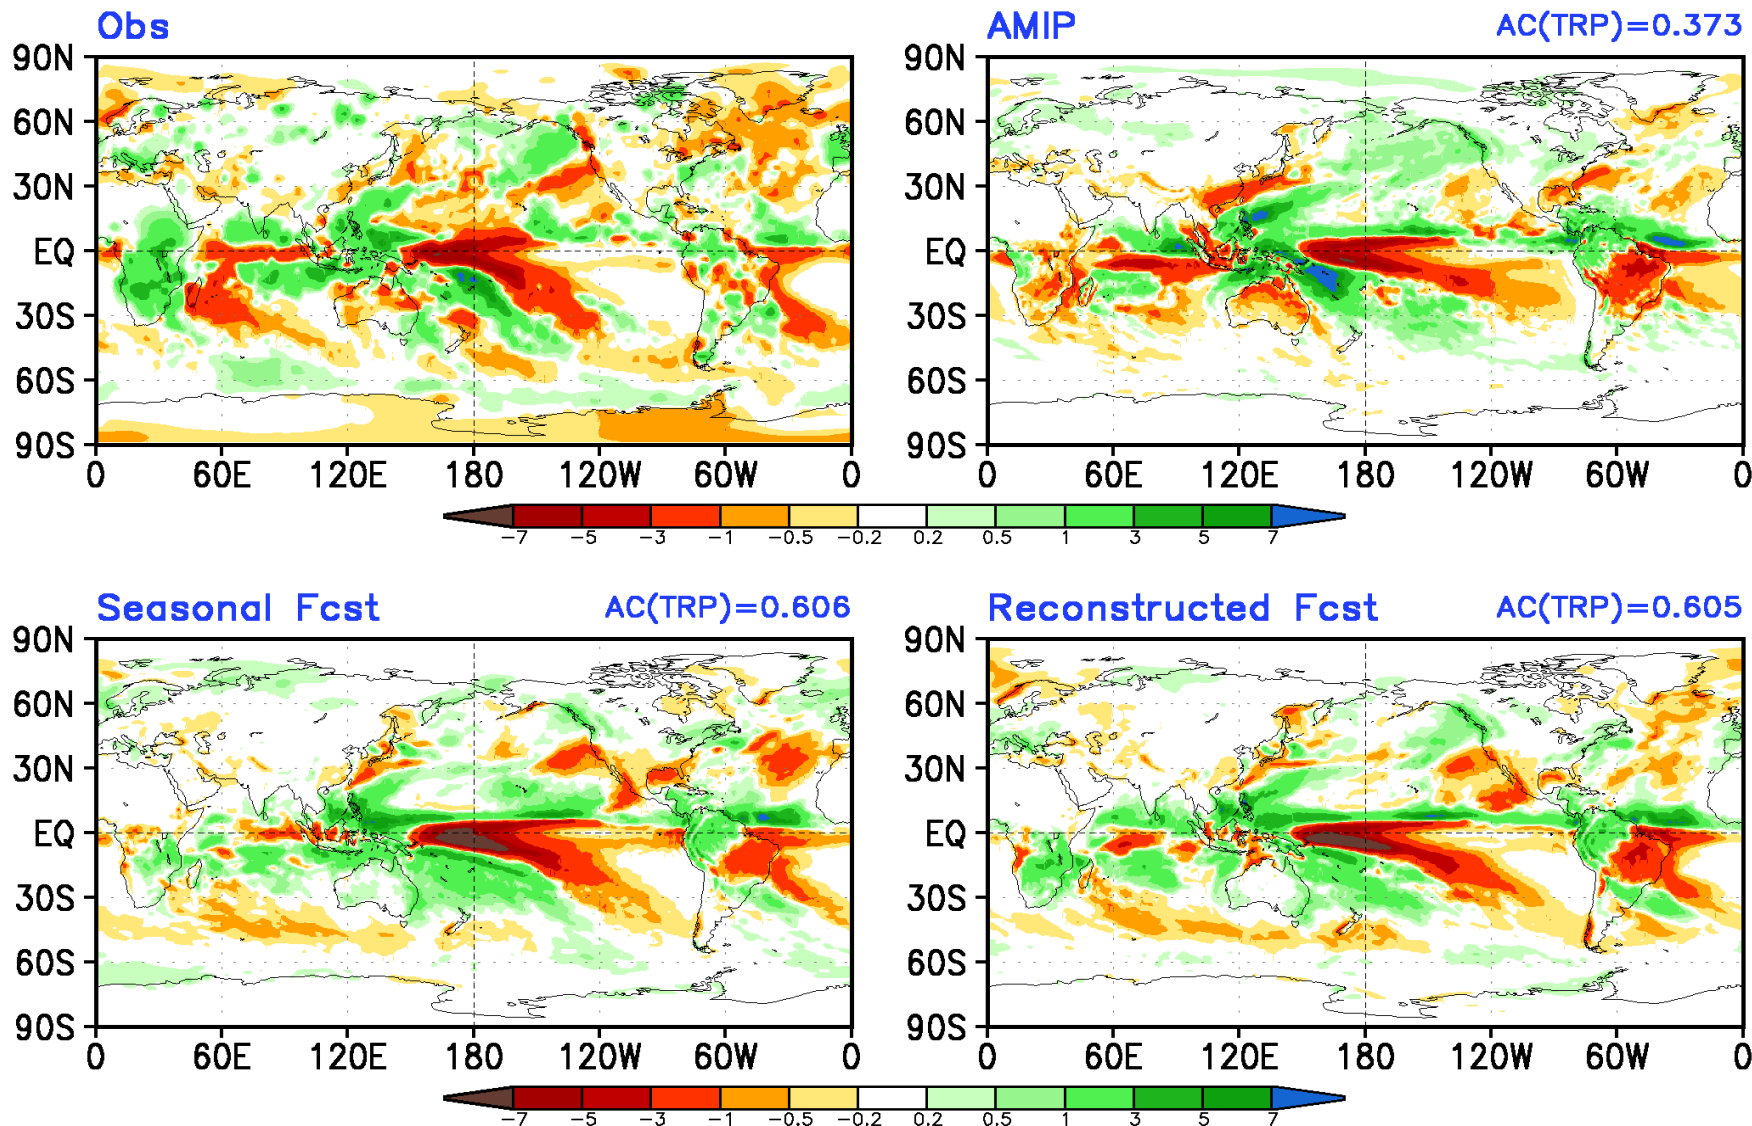 Obs
AMIP AC(TRP)=0.373
90N 90N
60N 60N
30N 30N
EQ EQ
30S 30S
60S 60S
90S 90S
0 60E 120E 180 120W 60W 0 0 60E 120E 180 120W 60W 0
-7 -5 -3 -1 -0.5 -0.2 0.2 0.5 1 3 5 7
Seasonal Fcst AC(TRP)=0.606
Reconstructed Fcst AC(TRP)=0.605
90N 90N
60N 60N
30N 30N
EQ EQ
30S 30S
60S 60S
90S 90S
0 60E 120E 180 120W 60W 0 0 60E 120E 180 120W 60W 0
-7 -5 -3 -1 -0.5 -0.2 0.2 0.5 1 3 5 7